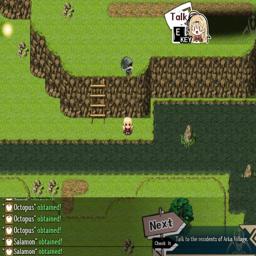 Talk
E
KEY
Octopus" obtained!
Octopus" obtained!
Octopus" obtained!
Salamon" obtained!
Salamon" obtained!
Next
Check It
Talk to the residents of Arka Village.